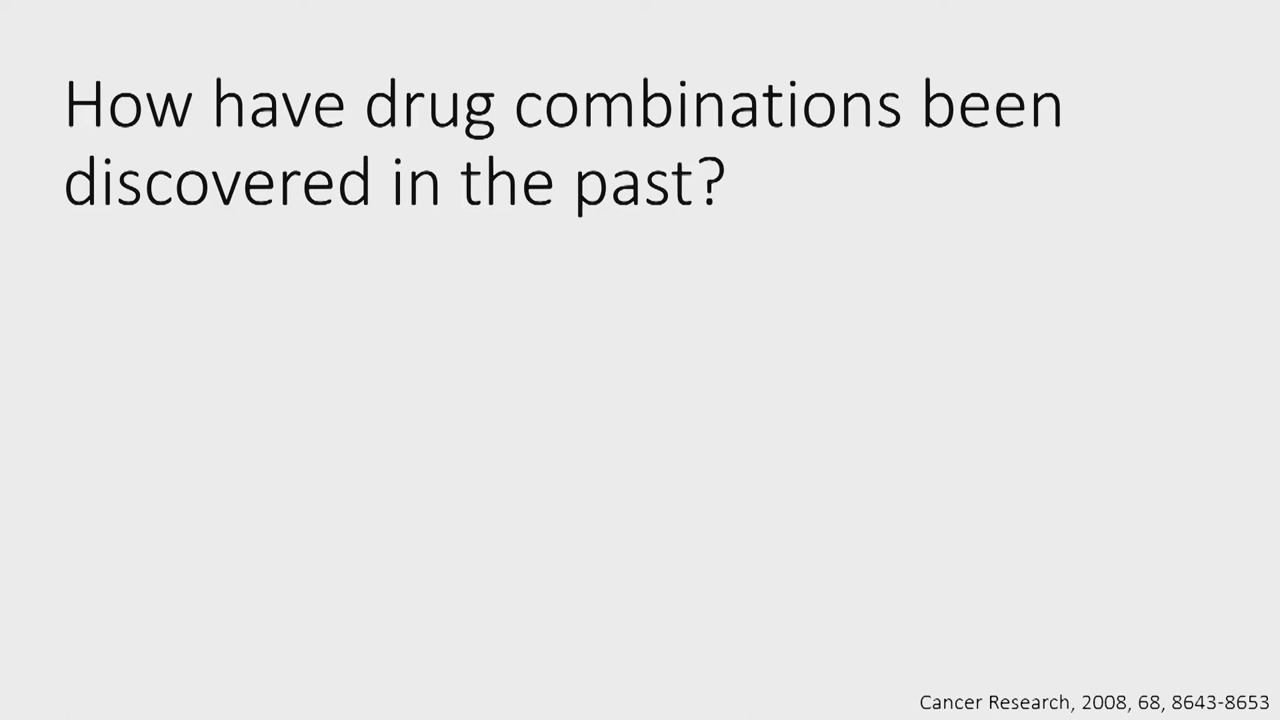 How have drug combinations been
discovered in the past?
Cancer Research, 2008, 68, 8643-8653